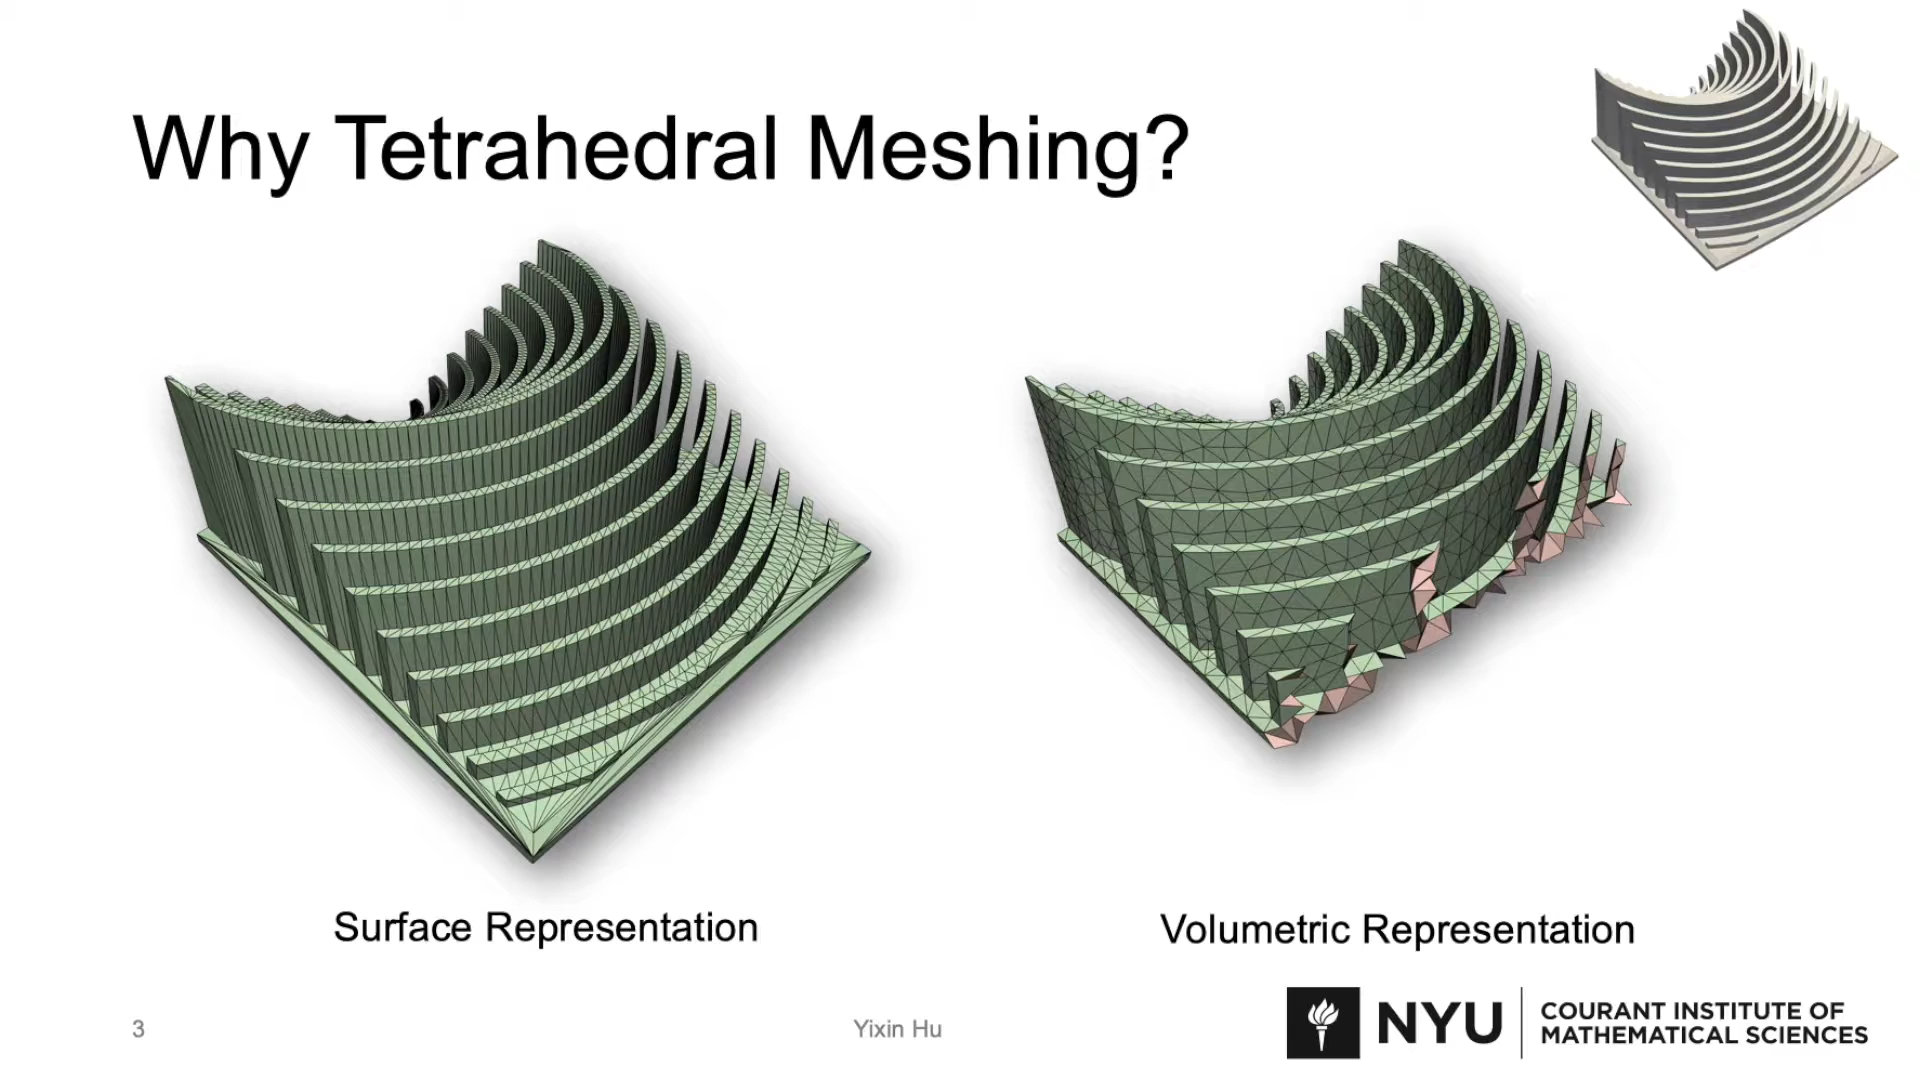 Why Tetrahedral Meshing?
Surface Representation
Volumetric Representation
3
Yixin Hu
NYU
COURANT INSTITUTE OF
MATHEMATICAL SCIENCES